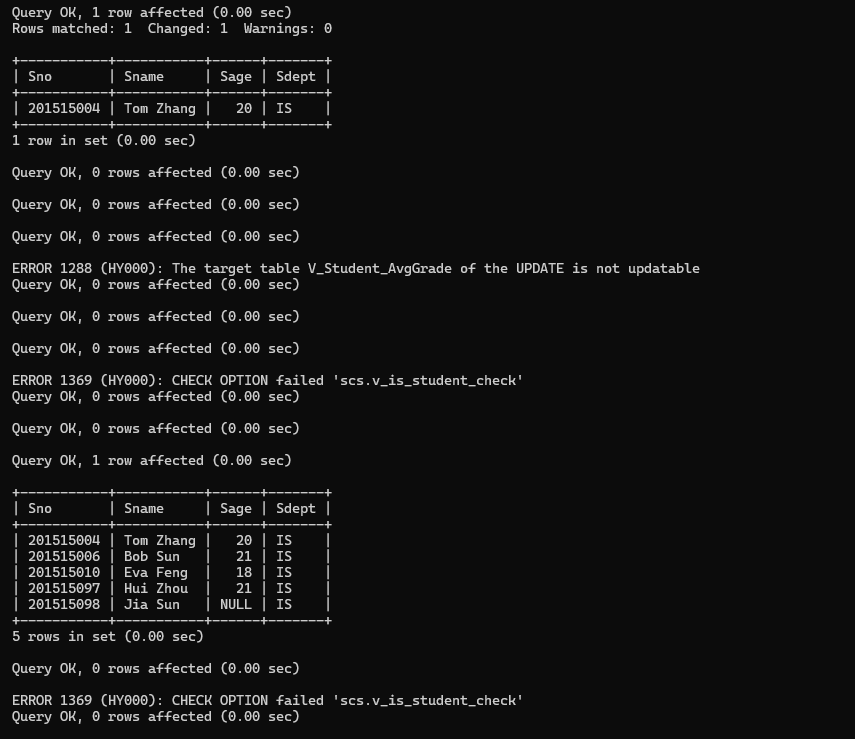 Query OK, 1 row affected (0.00 sec)
Rows matched: 1  Changed: 1  Warnings: 0
+-----------+-----------+------+-------+
| Sno       | Sname     | Sage | Sdept |
+-----------+-----------+------+-------+
| 201515004 | Tom Zhang |   20 | IS    |
+-----------+-----------+------+-------+
1 row in set (0.00 sec)
Query OK, 0 rows affected (0.00 sec)
Query OK, 0 rows affected (0.00 sec)
Query OK, 0 rows affected (0.00 sec)
ERROR 1288 (HY000): The target table V_Student_AvgGrade of the UPDATE is not updatable
Query OK, 0 rows affected (0.00 sec)
Query OK, 0 rows affected (0.00 sec)
Query OK, 0 rows affected (0.00 sec)
ERROR 1369 (HY000): CHECK OPTION failed 'scs.v_is_student_check'
Query OK, 0 rows affected (0.00 sec)
Query OK, 0 rows affected (0.00 sec)
Query OK, 1 row affected (0.00 sec)
+-----------+-----------+------+-------+
| Sno       | Sname     | Sage | Sdept |
+-----------+-----------+------+-------+
| 201515004 | Tom Zhang |   20 | IS    |
| 201515006 | Bob Sun   |   21 | IS    |
| 201515010 | Eva Feng  |   18 | IS    |
| 201515097 | Hui Zhou  |   21 | IS    |
| 201515098 | Jia Sun   | NULL | IS    |
+-----------+-----------+------+-------+
5 rows in set (0.00 sec)
Query OK, 0 rows affected (0.00 sec)
ERROR 1369 (HY000): CHECK OPTION failed 'scs.v_is_student_check'
Query OK, 0 rows affected (0.00 sec)